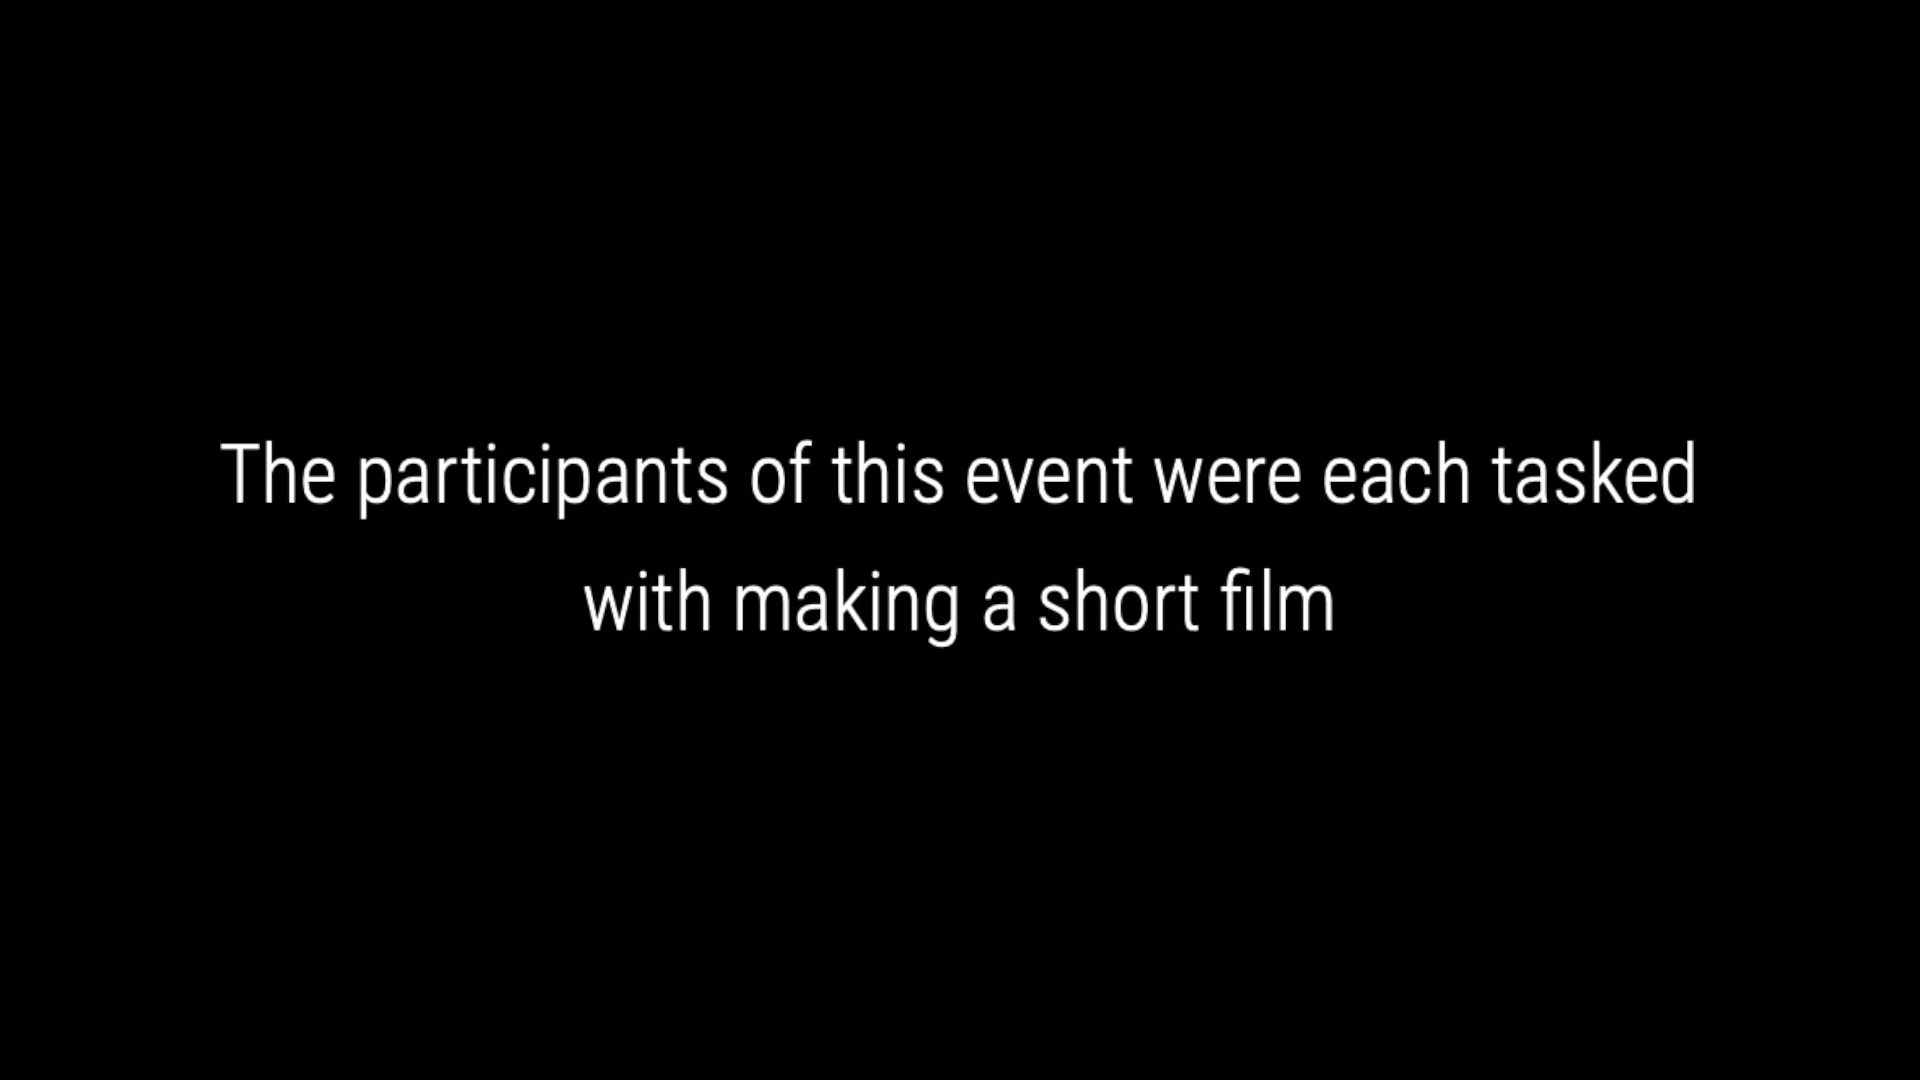 The participants of this event were each tasked
with making a short film